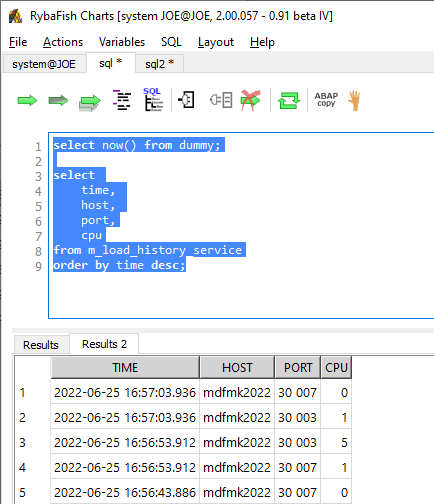 RybaFish Charts [system JOE@JOE, 2.00.057 - 0.91 beta IV]
File Actions Variables SQL Layout Help
system@JOE sql * sql2 *
SQL ABAP
copy
1 select now() from dummy;
2
3 select
4 time,
5 host,
6 port,
7 cpu
8 from m_load_history_service
9 order by time desc;
Results Results 2
TIME HOST PORT CPU
1 2022-06-25 16:57:03.936 mdfmk2022 30 007 0
2 2022-06-25 16:57:03.936 mdfmk2022 30 003 1
3 2022-06-25 16:56:53.912 mdfmk2022 30 003 5
4 2022-06-25 16:56:53.912 mdfmk2022 30 007 1
5 2022-06-25 16:56:43.886 mdfmk2022 30 007 0